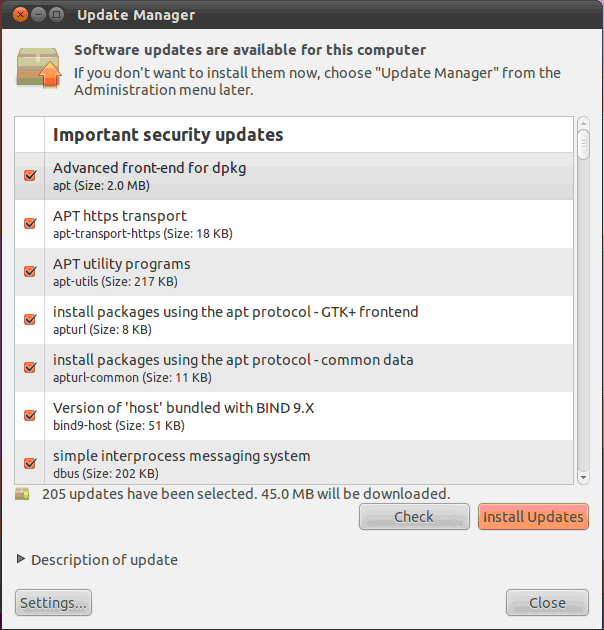 Update Manager
Software updates are available for this computer
If you don't want to install them now, choose "Update Manager" from the
Administration menu later.
Important security updates
Advanced front-end for dpkg
apt (Size: 2.0 MB)
APT https transport
apt-transport-https (Size: 18 KB)
APT utility programs
apt-utils (Size: 217 KB)
install packages using the apt protocol - GTK+ frontend
apturl (Size: 8 KB)
install packages using the apt protocol - common data
apturl-common (Size: 11 KB)
Version of 'host' bundled with BIND 9.X
bind9-host (Size: 51 KB)
simple interprocess messaging system
dbus (Size: 202 KB)
205 updates have been selected. 45.0 MB will be downloaded.
Check
Install Updates
Description of update
Settings...
Close